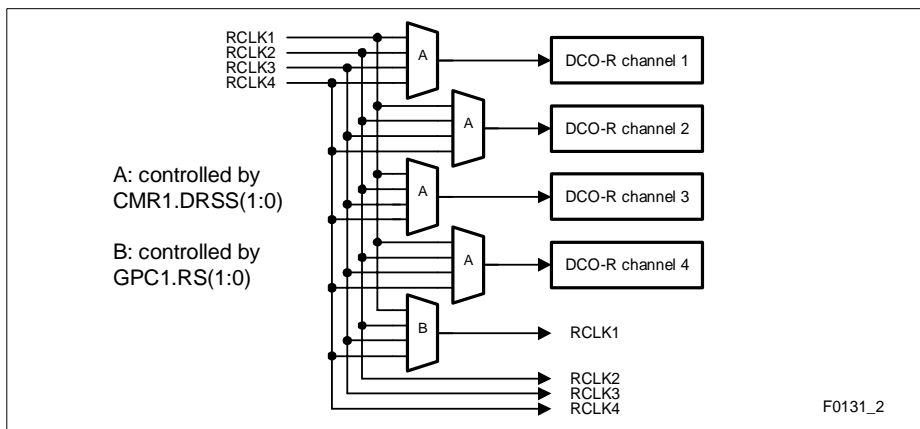 RCLK1
RCLK2
RCLK3
RCLK4
A
DCO-R channel 1
A
DCO-R channel 2
A: controlled by
CMR1.DRSS(1:0)
A
DCO-R channel 3
B: controlled by
GPC1.RS(1:0)
A
DCO-R channel 4
B
RCLK1
RCLK2
RCLK3
RCLK4
F0131_2